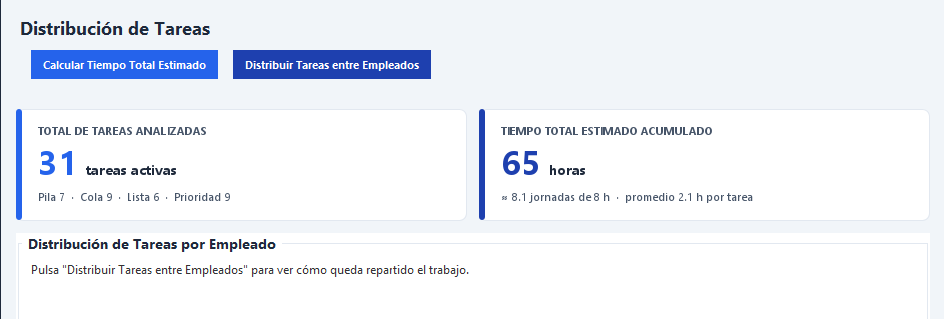 Distribución de Tareas
Calcular Tiempo Total Estimado
Distribuir Tareas entre Empleados
TOTAL DE TAREAS ANALIZADAS
31 tareas activas
Pila 7 · Cola 9 · Lista 6 · Prioridad 9
TIEMPO TOTAL ESTIMADO ACUMULADO
65 horas
≈ 8.1 jornadas de 8 h · promedio 2.1 h por tarea
Distribución de Tareas por Empleado
Pulsa "Distribuir Tareas entre Empleados" para ver cómo queda repartido el trabajo.